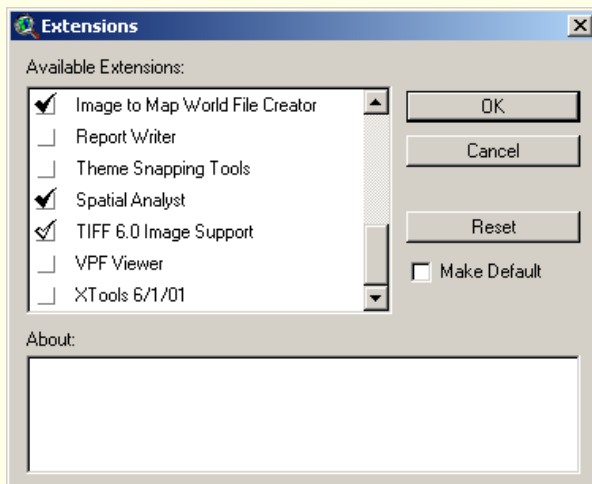 Extensions
Available Extensions:
Image to Map World File Creator
Report Writer
Theme Snapping Tools
Spatial Analyst
TIFF 6.0 Image Support
VPF Viewer
XTools 6/1/01
OK
Cancel
Reset
Make Default
About: